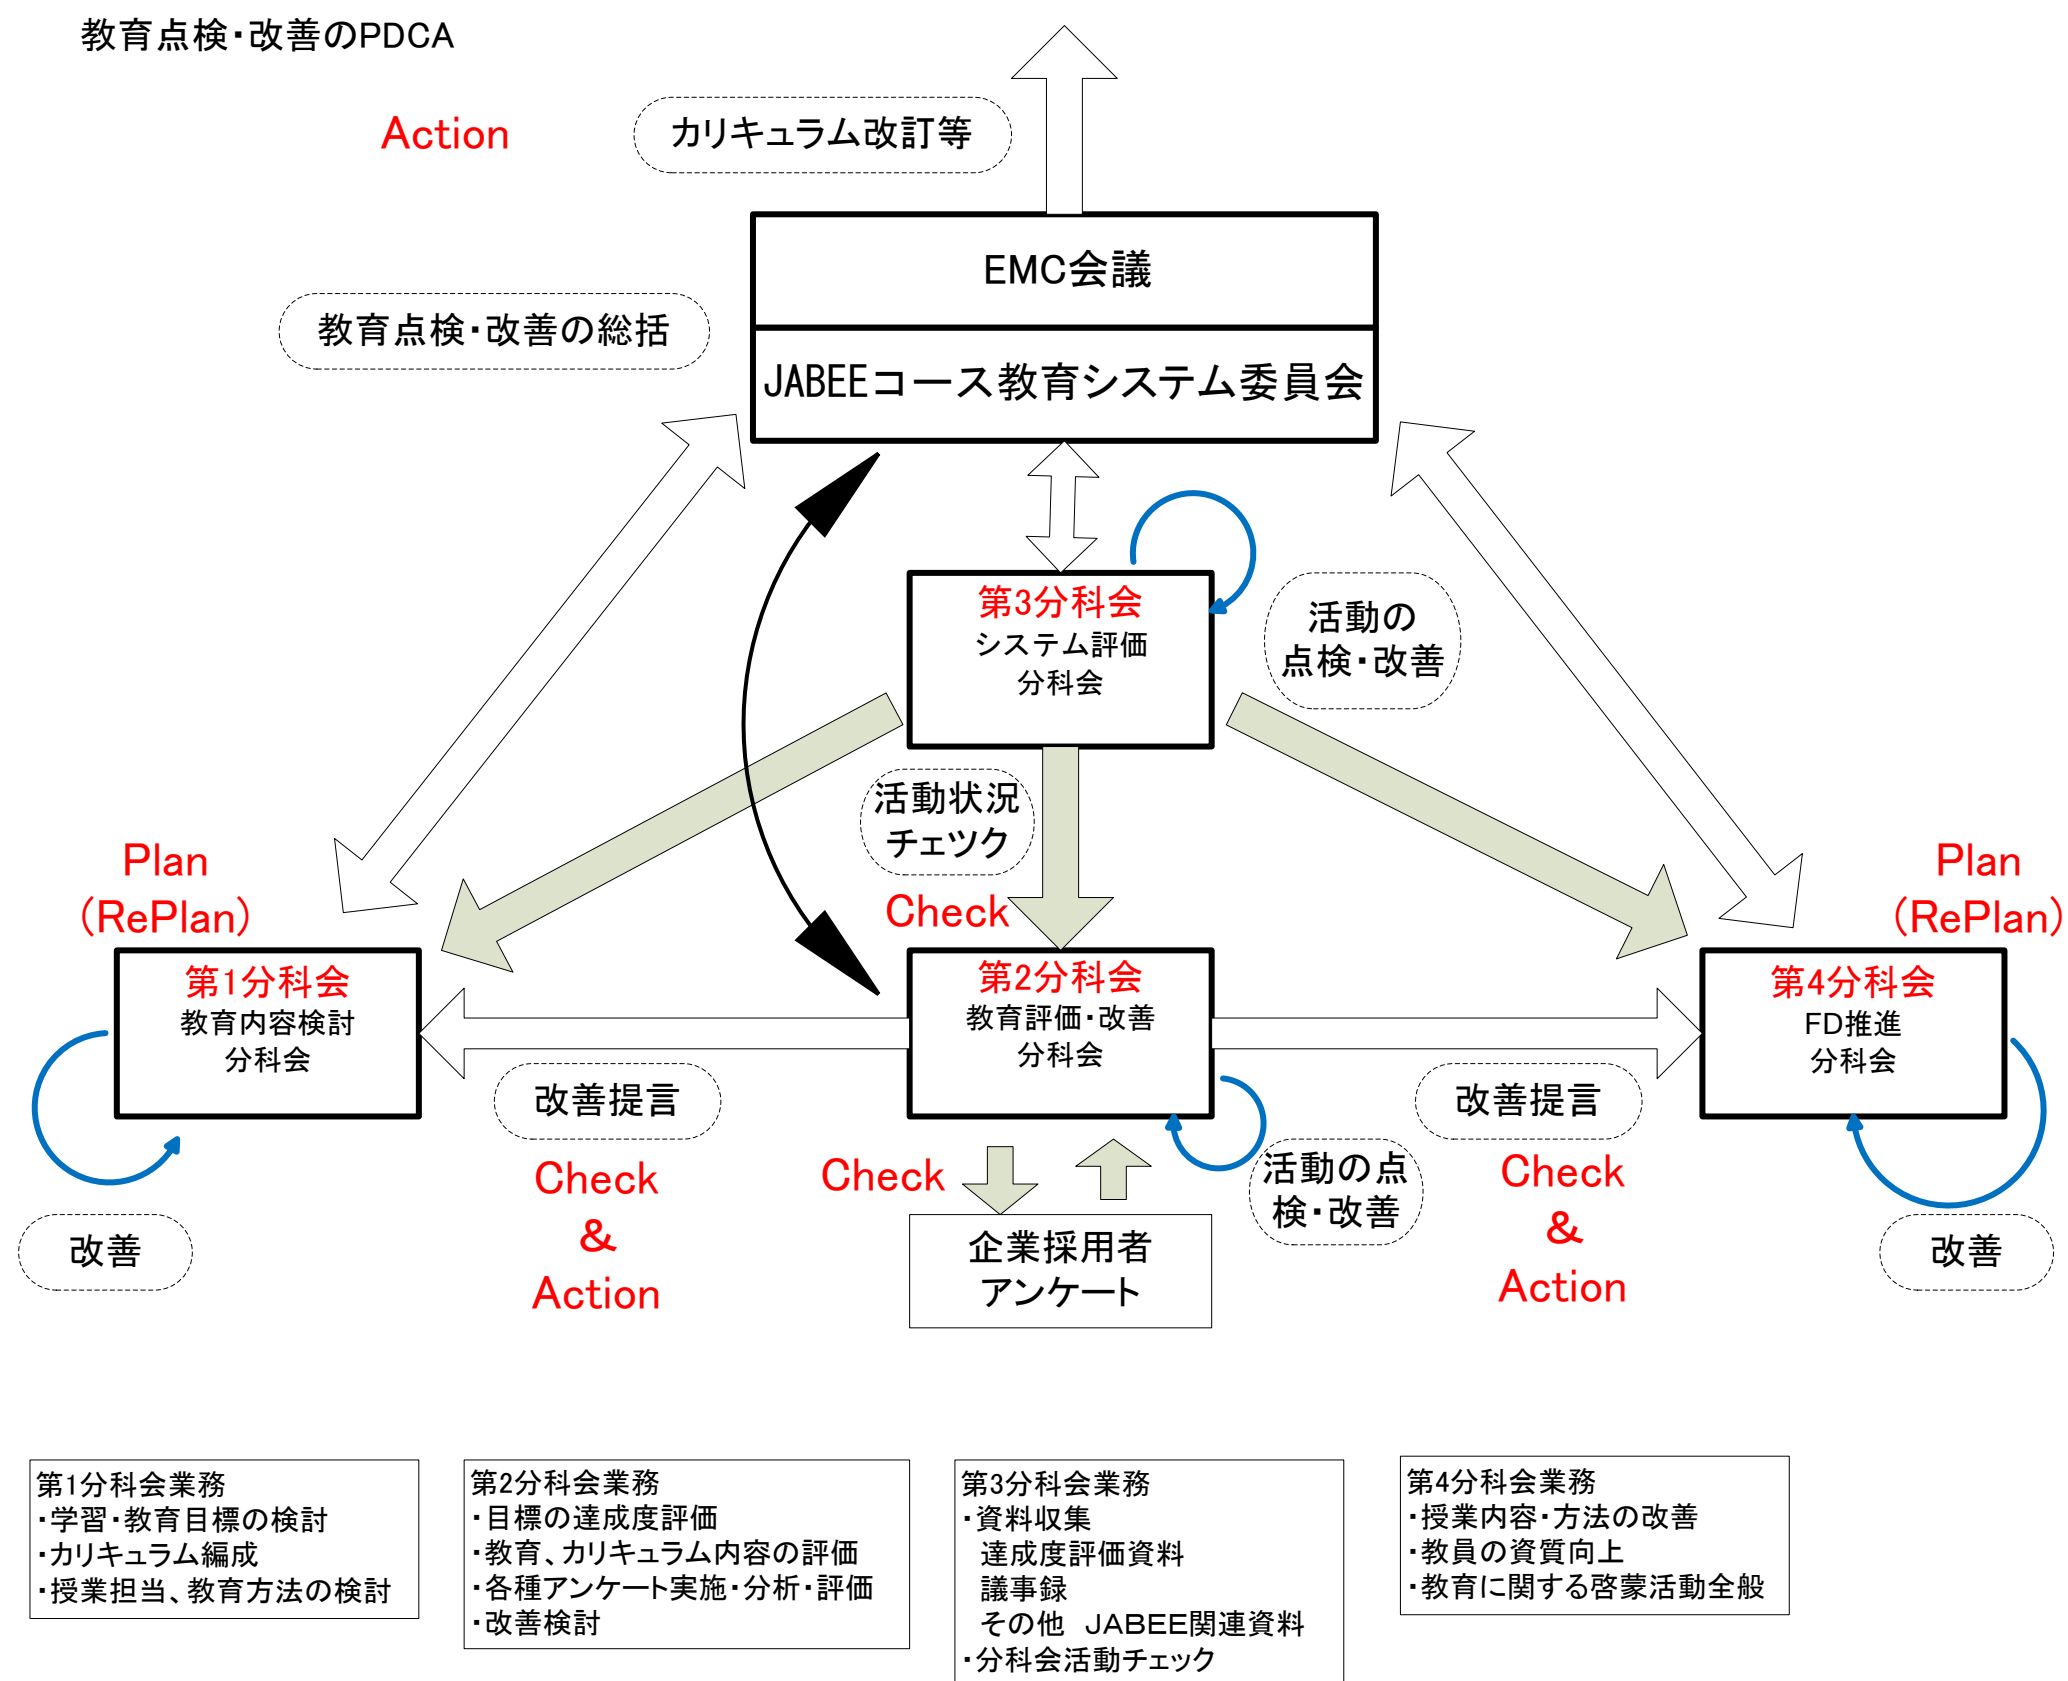 教育点検・改善のPDCA
Action
カリキュラム改訂等
EMC会議
教育点検・改善の総括
JABEEコース教育システム委員会
第3分科会
システム評価
分科会
活動の
点検・改善
活動状況
チェツク
Check
Plan
(RePlan)
Plan
(RePlan)
第1分科会
教育内容検討
分科会
第2分科会
教育評価・改善
分科会
第4分科会
FD推進
分科会
改善提言
Check
&
Action
Check
活動の点
検・改善
改善提言
Check
&
Action
改善
企業採用者
アンケート
改善
第1分科会業務
・学習・教育目標の検討
・カリキュラム編成
・授業担当、教育方法の検討
第2分科会業務
・目標の達成度評価
・教育、カリキュラム内容の評価
・各種アンケート実施・分析・評価
・改善検討
第3分科会業務
・資料収集
達成度評価資料
議事録
その他　JABEE関連資料
・分科会活動チェック
第4分科会業務
・授業内容・方法の改善
・教員の資質向上
・教育に関する啓蒙活動全般